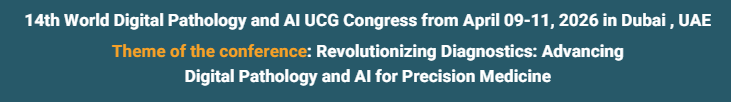 14th World Digital Pathology and AI UCG Congress from April 09-11, 2026 in Dubai , UAE
Theme of the conference: Revolutionizing Diagnostics: Advancing
Digital Pathology and AI for Precision Medicine